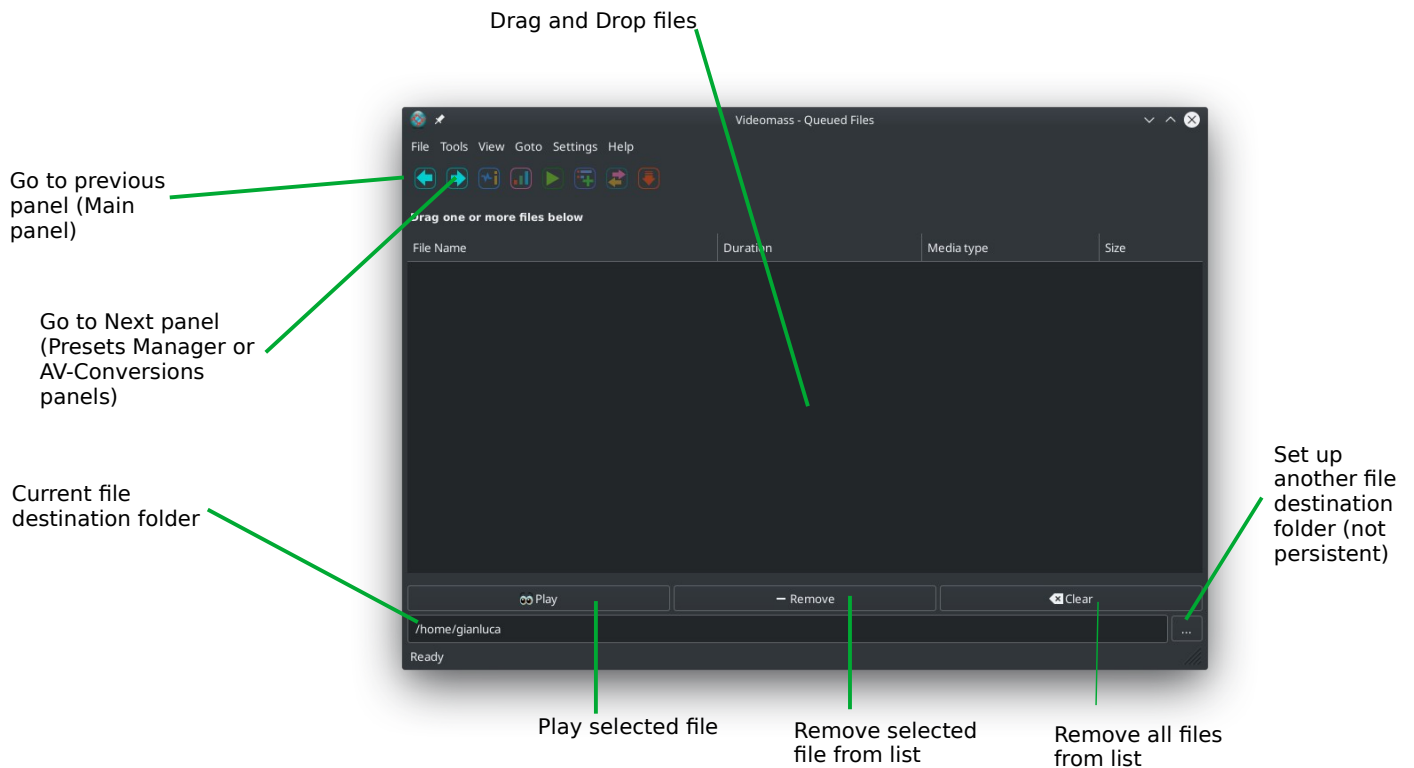 Drag and Drop files
Videomass - Queued Files
File Tools View Goto Settings Help
Go to previous
panel (Main
panel)
Drag one or more files below
File Name Duration Media type Size
Go to Next panel
(Presets Manager or
AV-Conversions
panels)
Set up
another file
destination
folder (not
persistent)
Current file
destination folder
Play Remove Clear
/home/gianluca ...
Ready
Play selected file
Remove selected
file from list
Remove all files
from list